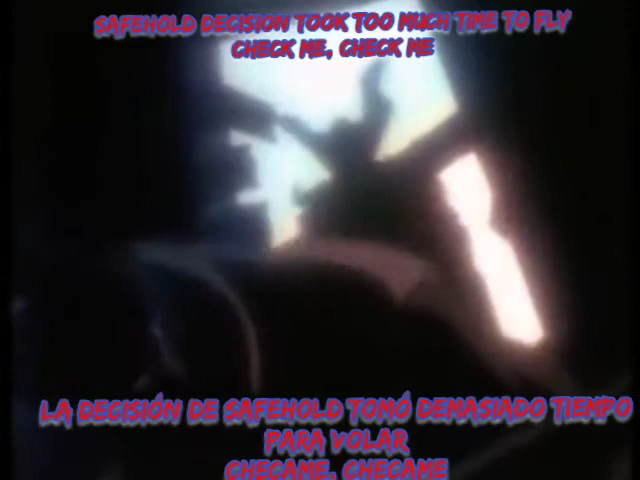 SAFEHOLD DECISION TOOK TOO MUCH TIME TO FLY
CHECK ME, CHECK ME
LA DECISIÓN DE SAFEHOLD TOMÓ DEMASIADO TIEMPO
PARA VOLAR
CHECAME, CHECAME